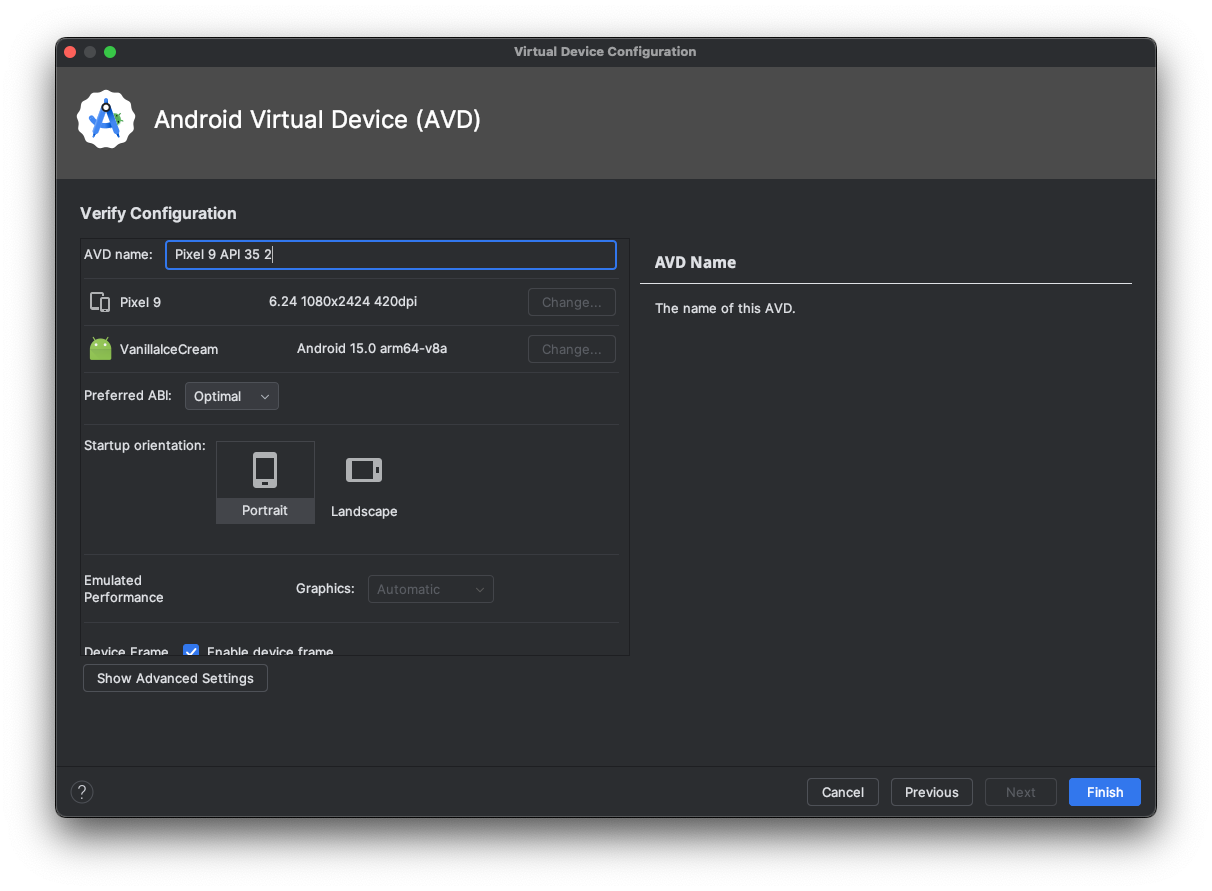 Virtual Device Configuration
Android Virtual Device (AVD)
Verify Configuration
AVD name: Pixel 9 API 35 2
Pixel 9 6.24 1080x2424 420dpi Change...
VanillaIceCream Android 15.0 arm64-v8a Change...
Preferred ABI: Optimal
Startup orientation:
Portrait Landscape
Emulated
Performance
Graphics: Automatic
Device Frame Enable device frame
Show Advanced Settings
AVD Name
The name of this AVD.
? Cancel Previous Next Finish